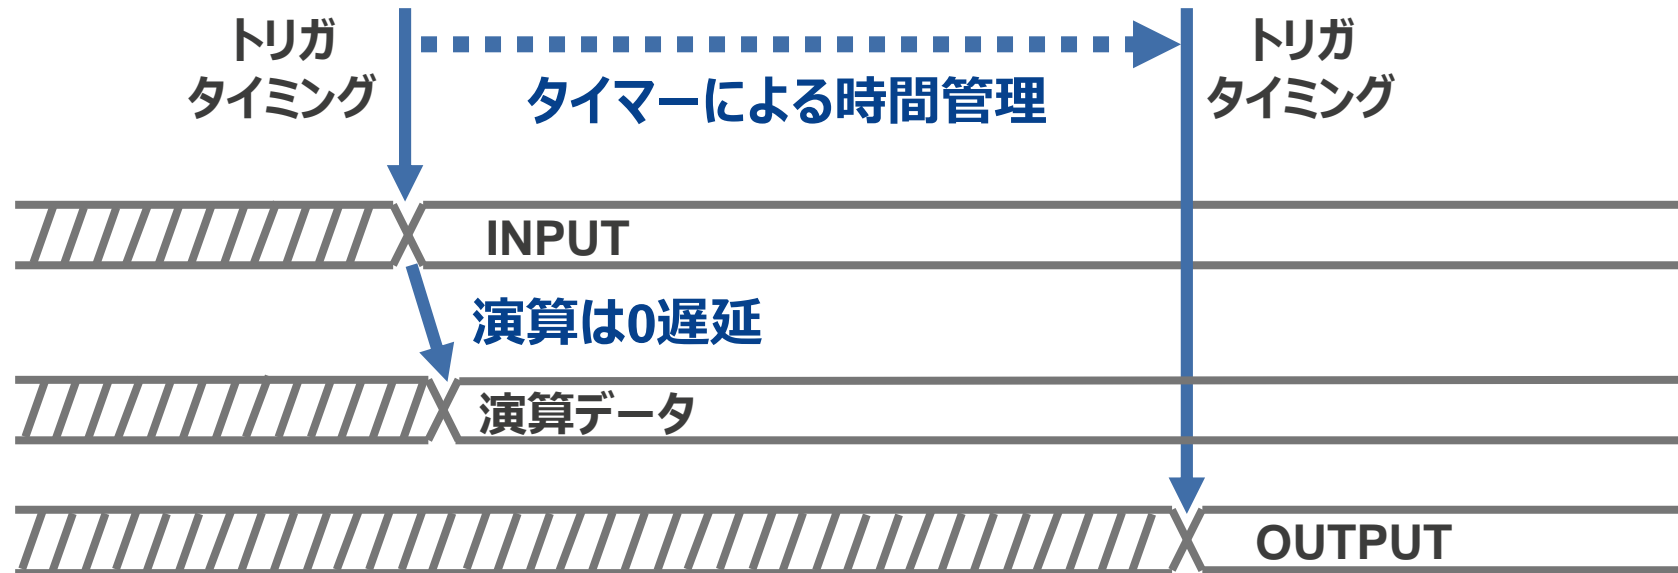 トリガ
タイミング
タイマーによる時間管理
トリガ
タイミング
INPUT
演算は0遅延
演算データ
OUTPUT